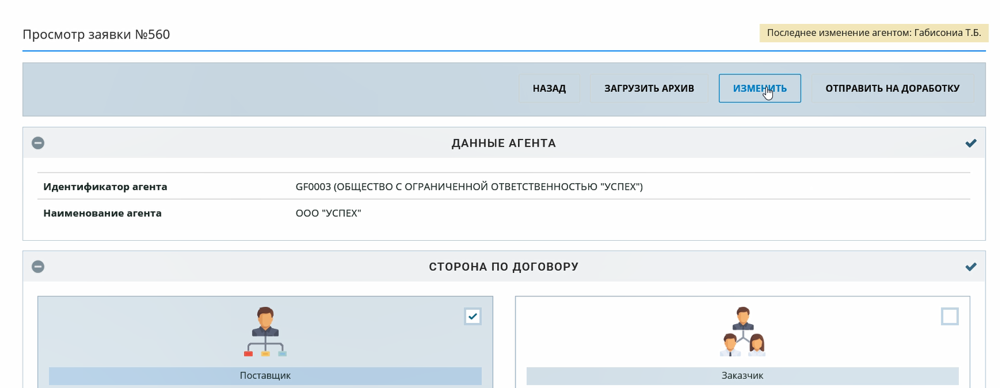 Просмотр заявки №560
Последнее изменение агентом: Габисониа Т.Б.
НАЗАД ЗАГРУЗИТЬ АРХИВ ИЗМЕНИТЬ ОТПРАВИТЬ НА ДОРАБОТКУ
ДАННЫЕ АГЕНТА
Идентификатор агента GF0003 (ОБЩЕСТВО С ОГРАНИЧЕННОЙ ОТВЕТСТВЕННОСТЬЮ "УСПЕХ")
Наименование агента ООО "УСПЕХ"
СТОРОНА ПО ДОГОВОРУ
Поставщик Заказчик